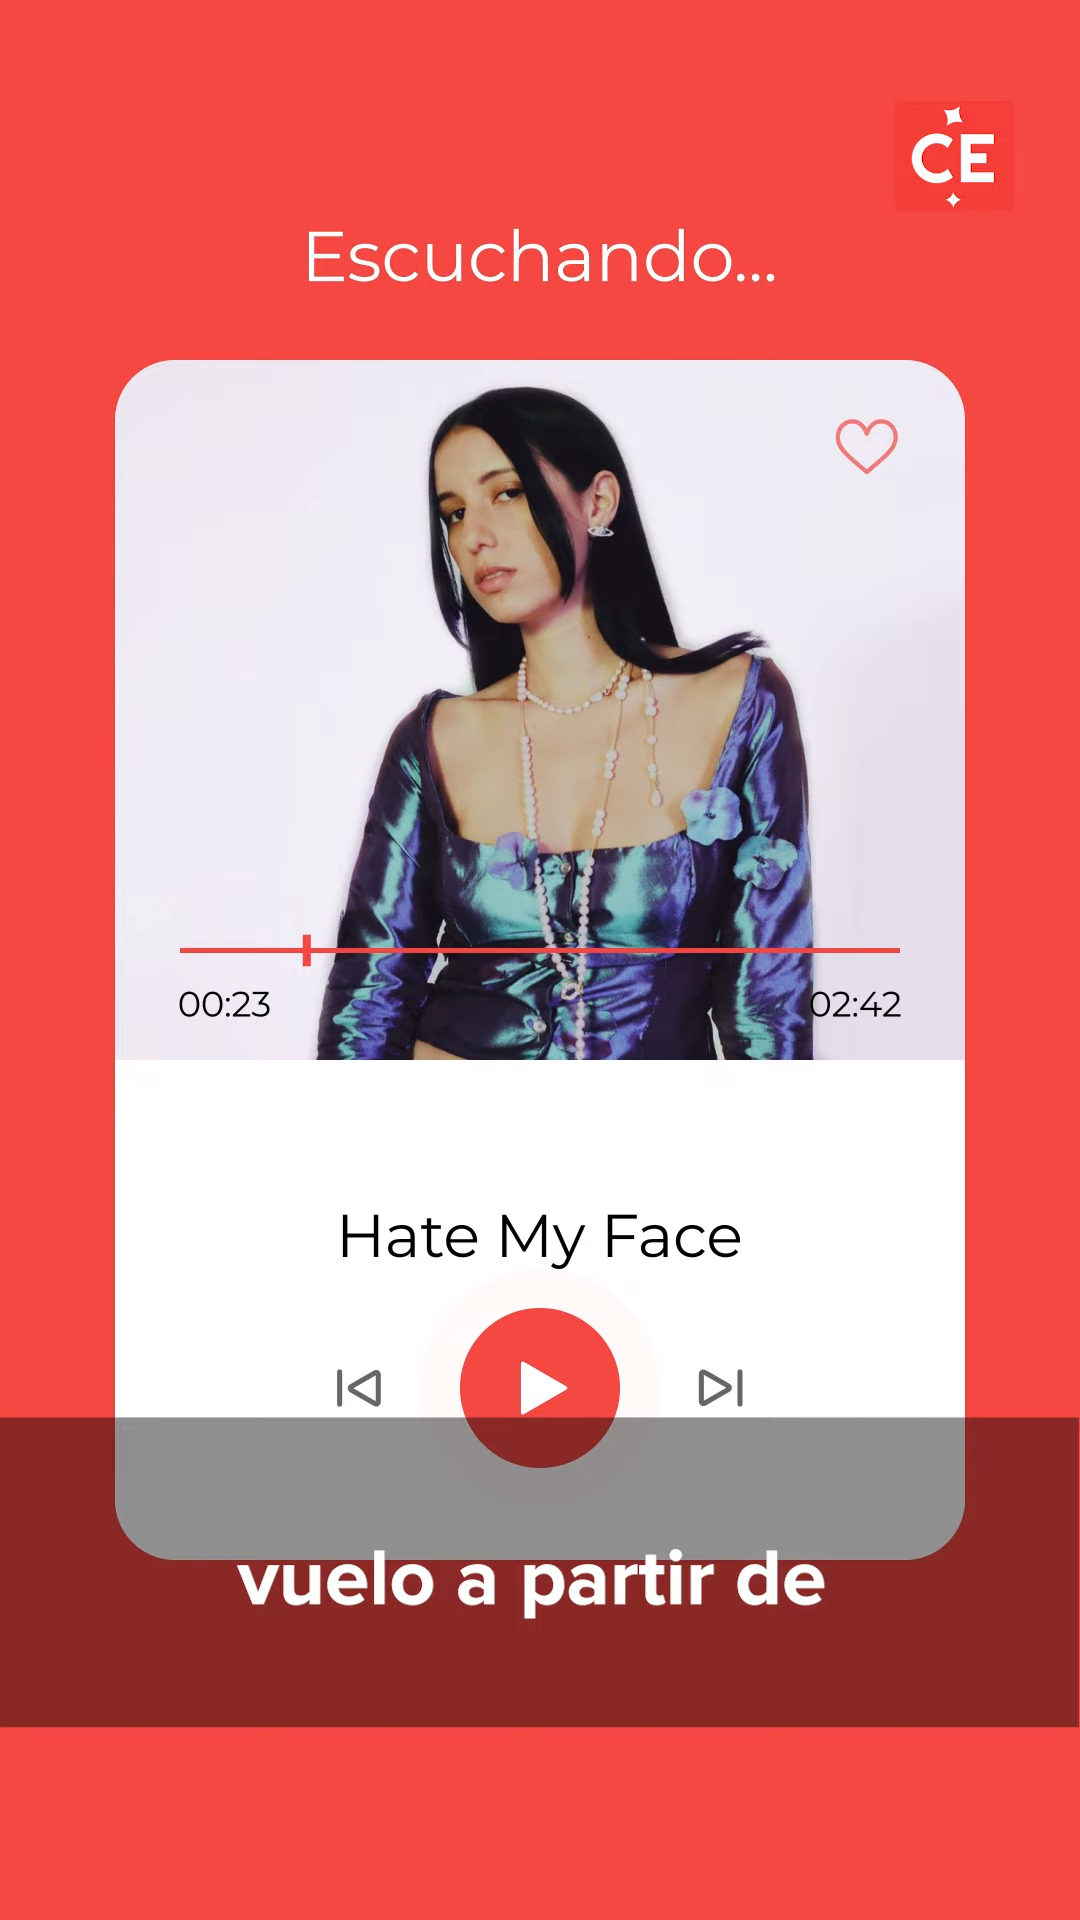 CE
Escuchando...
00:23
02:42
Hate My Face
vuelo a partir de